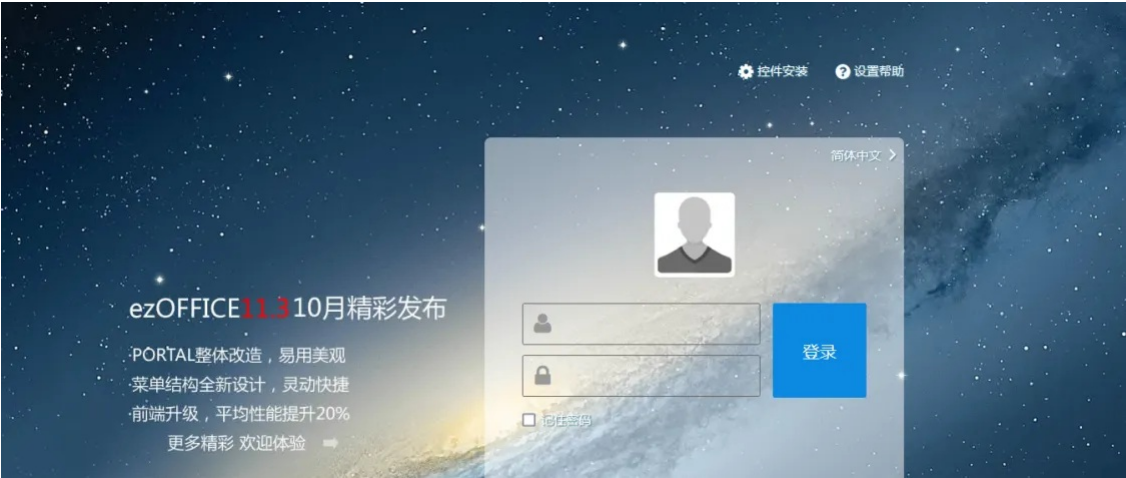 控件安装 设置帮助
简体中文
ezOFFICE11.310月精彩发布
·PORTAL整体改造，易用美观
·菜单结构全新设计，灵动快捷
·前端升级，平均性能提升20%
更多精彩 欢迎体验
登录
记住密码